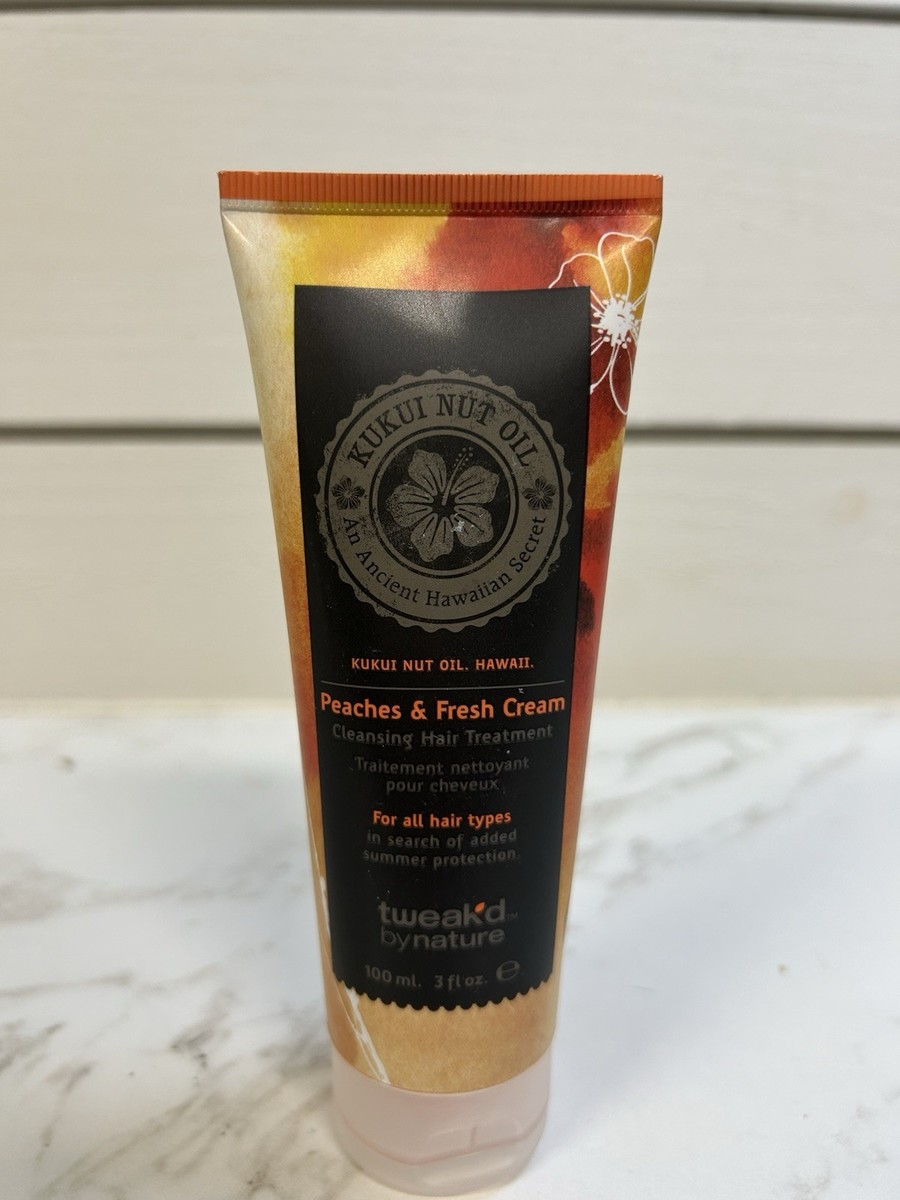 KUKUI NUT OIL
An Ancient Hawaiian Secret
KUKUI NUT OIL. HAWAII.
Peaches & Fresh Cream
Cleansing Hair Treatment
Traitement nettoyant
pour cheveux
For all hair types
in search of added
summer protection.
tweak'd™
bynature
100 ml. 3 fl oz. ℮